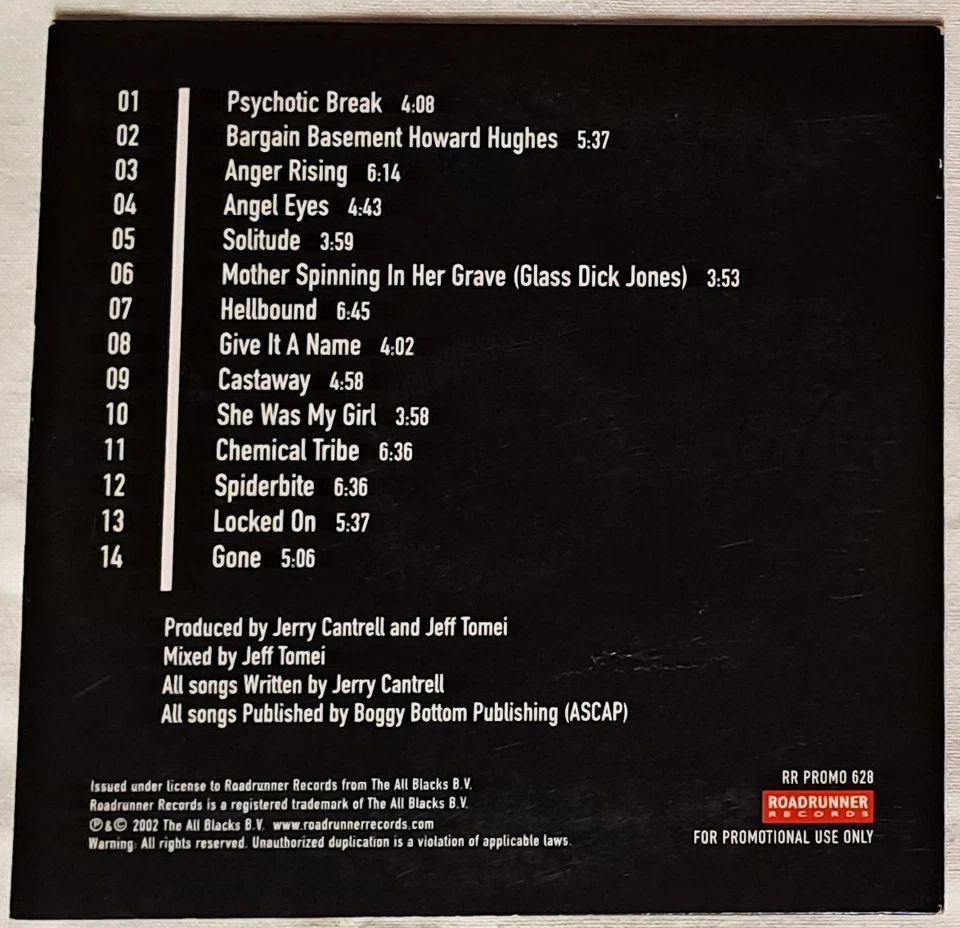 01 Psychotic Break 4:08
02 Bargain Basement Howard Hughes 5:37
03 Anger Rising 6:14
04 Angel Eyes 4:43
05 Solitude 3:59
06 Mother Spinning In Her Grave (Glass Dick Jones) 3:53
07 Hellbound 6:45
08 Give It A Name 4:02
09 Castaway 4:58
10 She Was My Girl 3:58
11 Chemical Tribe 6:36
12 Spiderbite 6:36
13 Locked On 5:37
14 Gone 5:06
Produced by Jerry Cantrell and Jeff Tomei
Mixed by Jeff Tomei
All songs Written by Jerry Cantrell
All songs Published by Boggy Bottom Publishing (ASCAP)
Issued under license to Roadrunner Records from The All Blacks B.V.
Roadrunner Records is a registered trademark of The All Blacks B.V.
℗&© 2002 The All Blacks B.V. www.roadrunnerrecords.com
Warning: All rights reserved. Unauthorized duplication is a violation of applicable laws.
RR PROMO 628
ROADRUNNER
RECORDS
FOR PROMOTIONAL USE ONLY